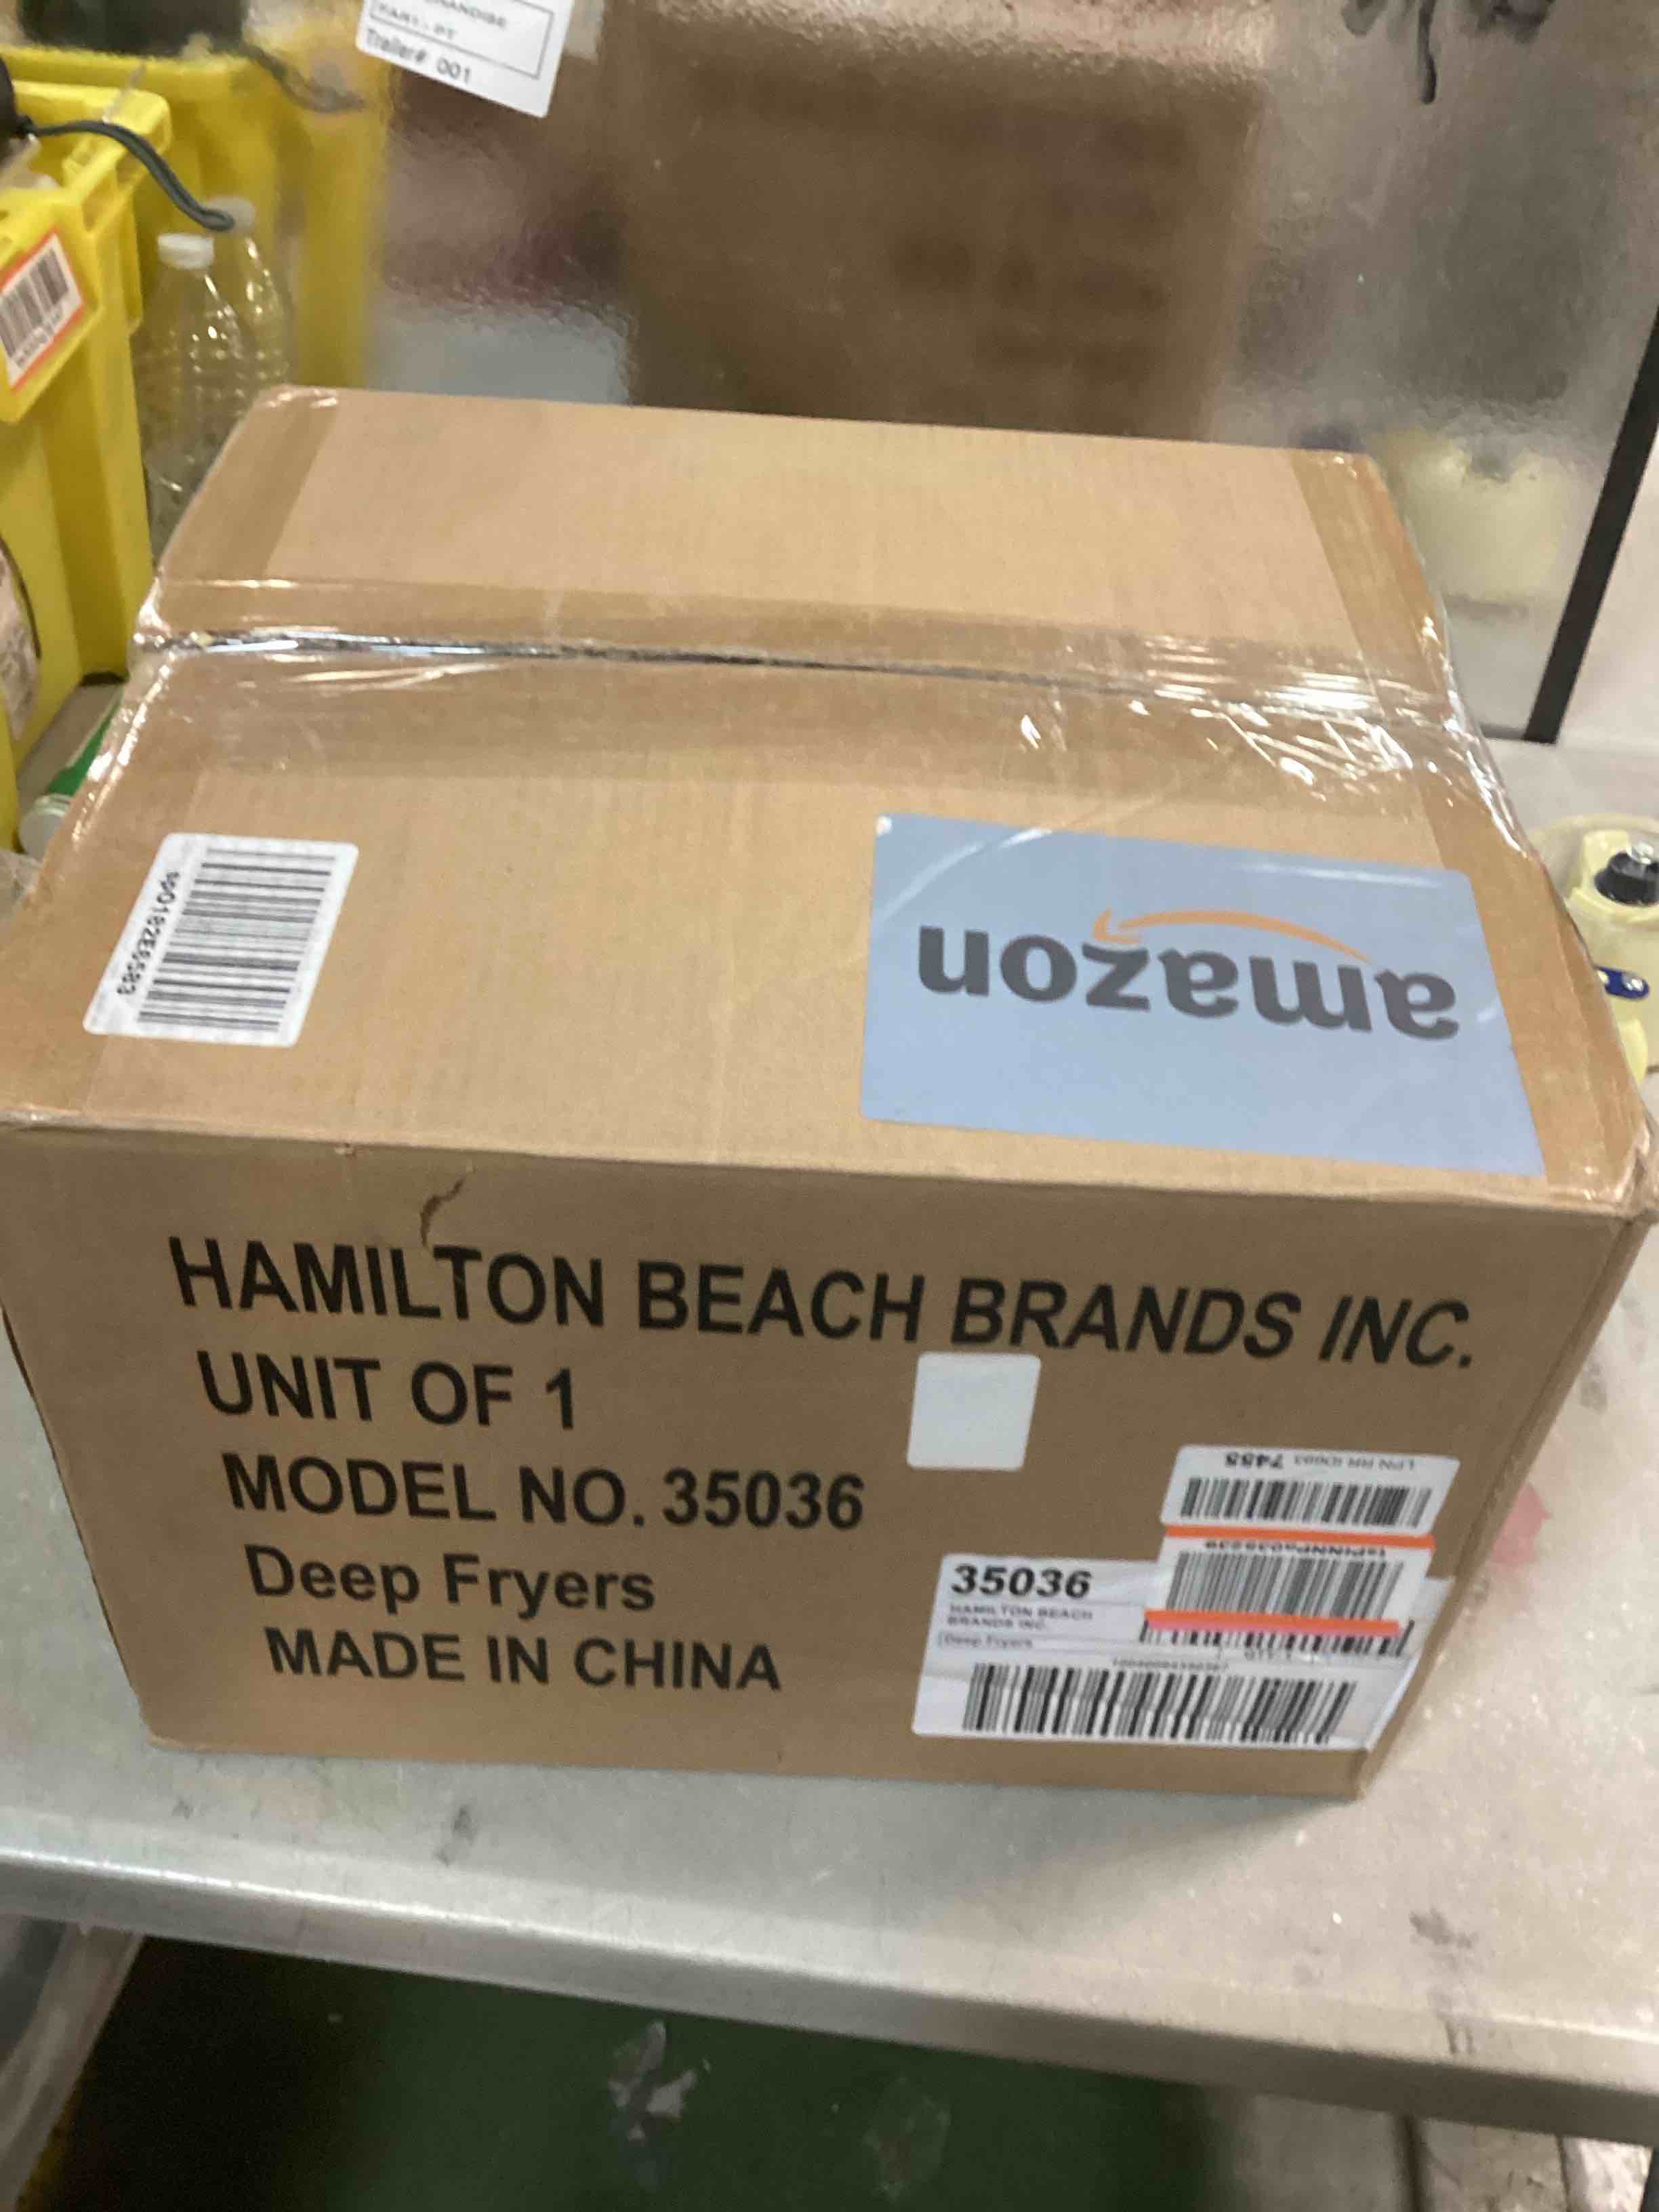 Trailer# 001
amazon
HAMILTON BEACH BRANDS INC.
UNIT OF 1
MODEL NO. 35036
Deep Fryers
MADE IN CHINA
7455
35036
HAMILTON BEACH
BRANDS INC.
Deep Fryers